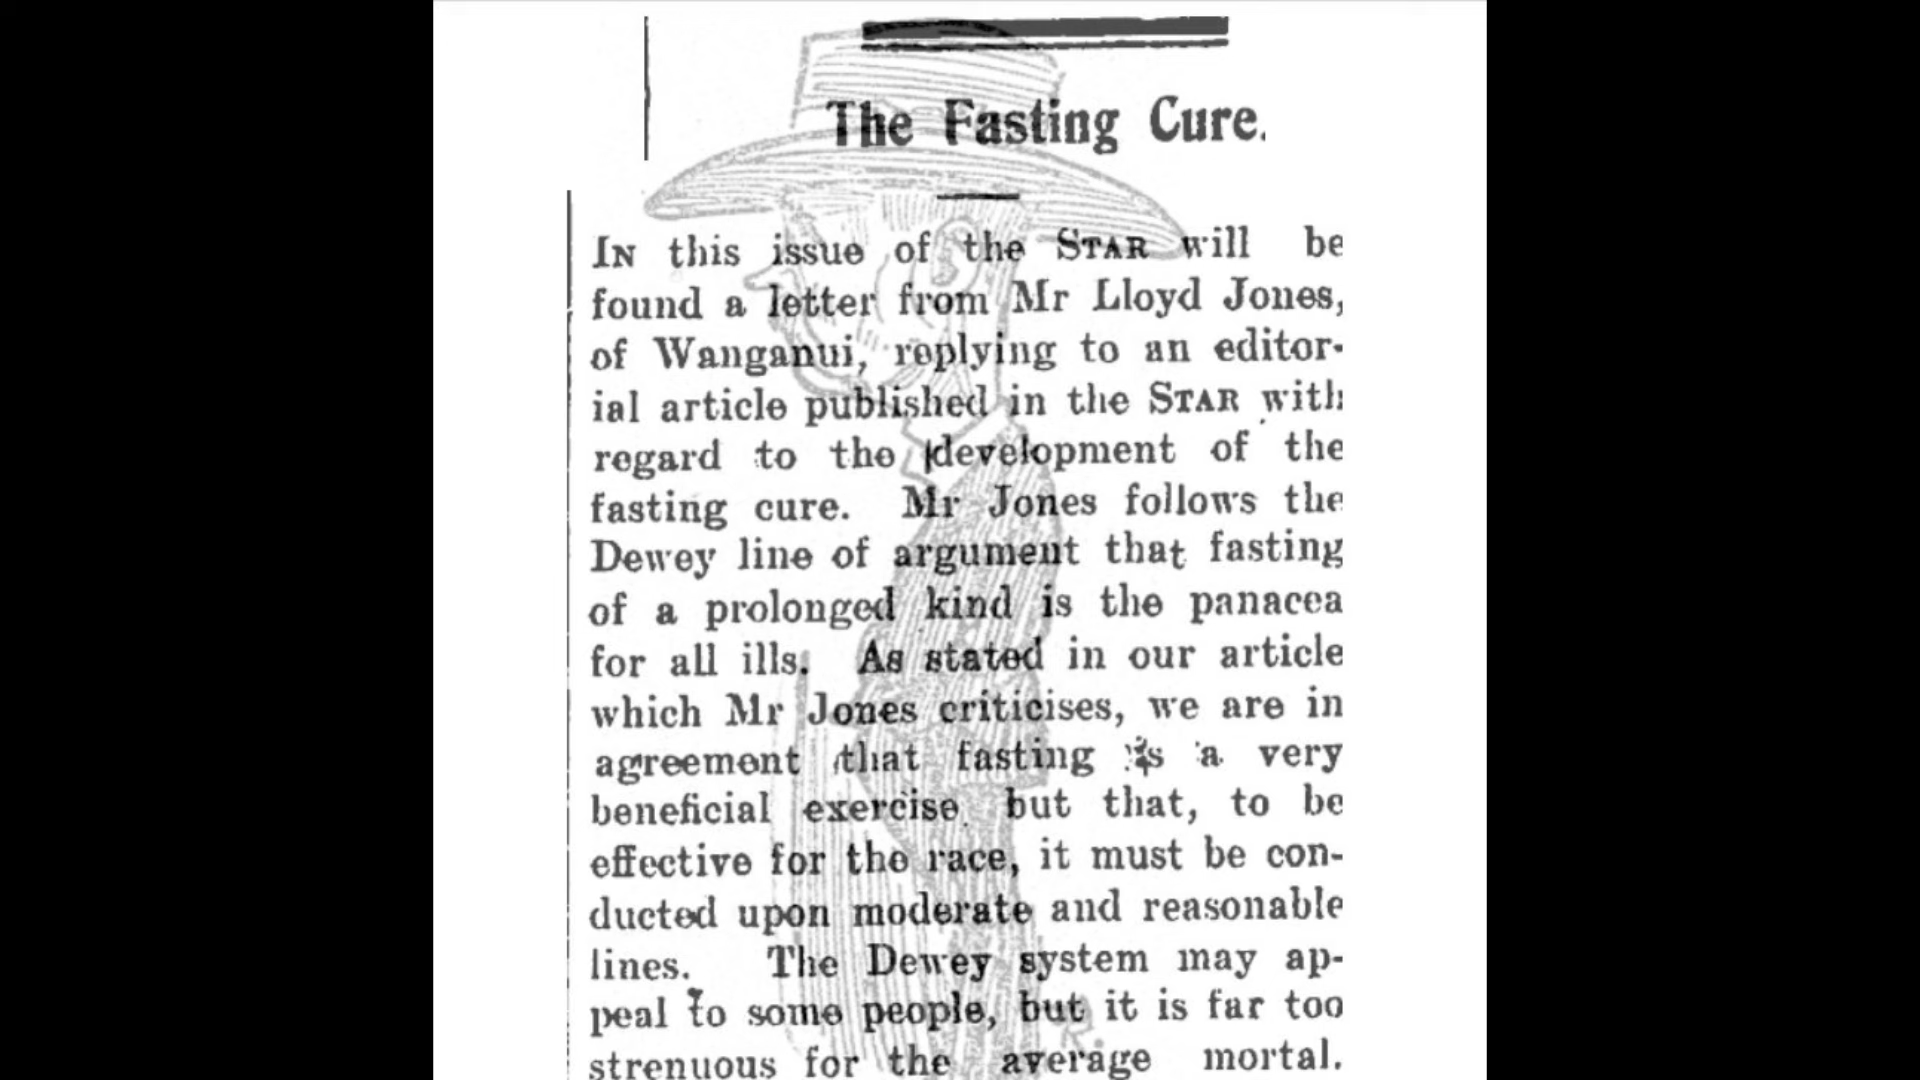 The Fasting Cure.
IN this issue of the STAR will be
found a letter from Mr Lloyd Jones,
of Wanganui, replying to an editor-
ial article published in the STAR with
regard to the development of the
fasting cure. Mr Jones follows the
Dewey line of argument that fasting
of a prolonged kind is the panacea
for all ills. As stated in our article
which Mr Jones criticises, we are in
agreement that fasting is a very
beneficial exercise but that, to be
effective for the race, it must be con-
ducted upon moderate and reasonable
lines. The Dewey system may ap-
peal to some people, but it is far too
strenuous for the average mortal.
R.